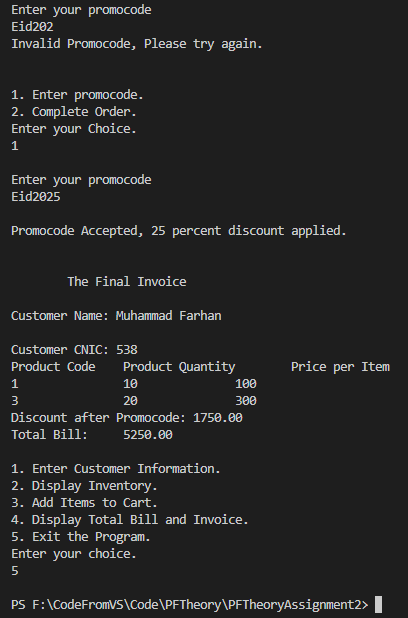 Enter your promocode
Eid202
Invalid Promocode, Please try again.
1. Enter promocode.
2. Complete Order.
Enter your Choice.
1
Enter your promocode
Eid2025
Promocode Accepted, 25 percent discount applied.
The Final Invoice
Customer Name: Muhammad Farhan
Customer CNIC: 538
Product Code    Product Quantity        Price per Item
1               10              100
3               20              300
Discount after Promocode: 1750.00
Total Bill:     5250.00
1. Enter Customer Information.
2. Display Inventory.
3. Add Items to Cart.
4. Display Total Bill and Invoice.
5. Exit the Program.
Enter your choice.
5
PS F:\CodeFromVS\Code\PFTheory\PFTheoryAssignment2>